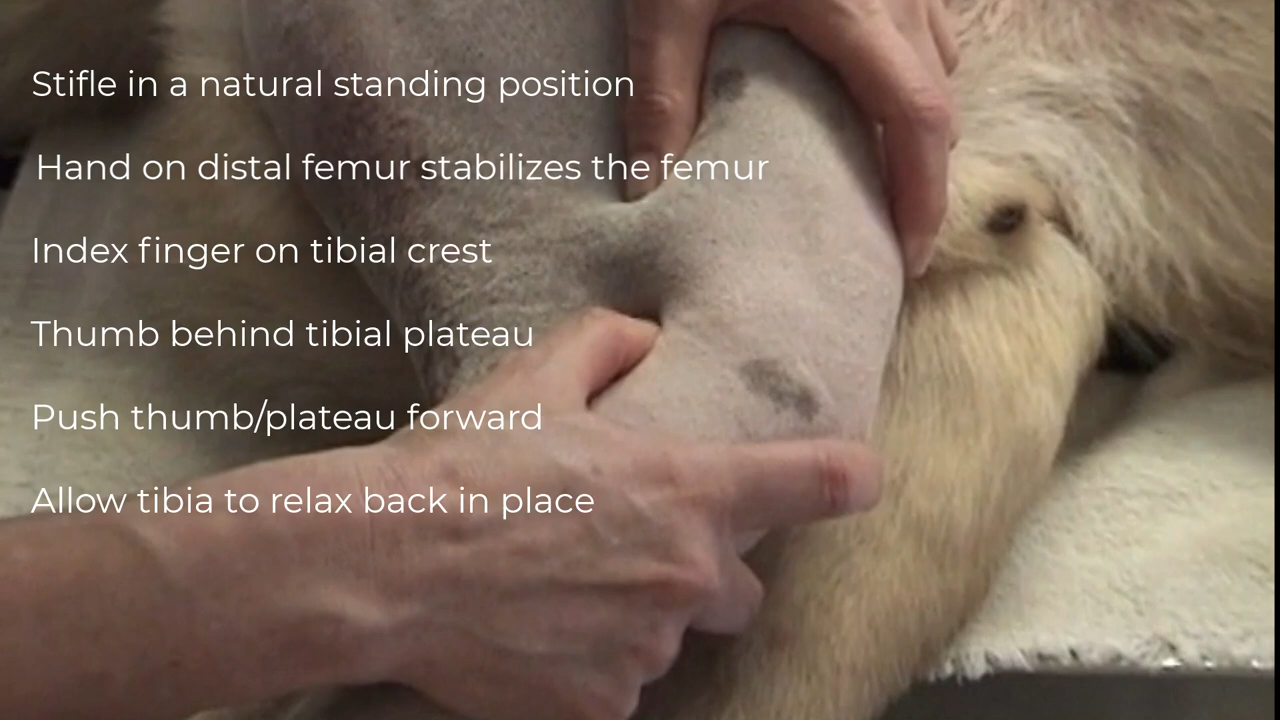 Stifle in a natural standing position
Hand on distal femur stabilizes the femur
Index finger on tibial crest
Thumb behind tibial plateau
Push thumb/plateau forward
Allow tibia to relax back in place